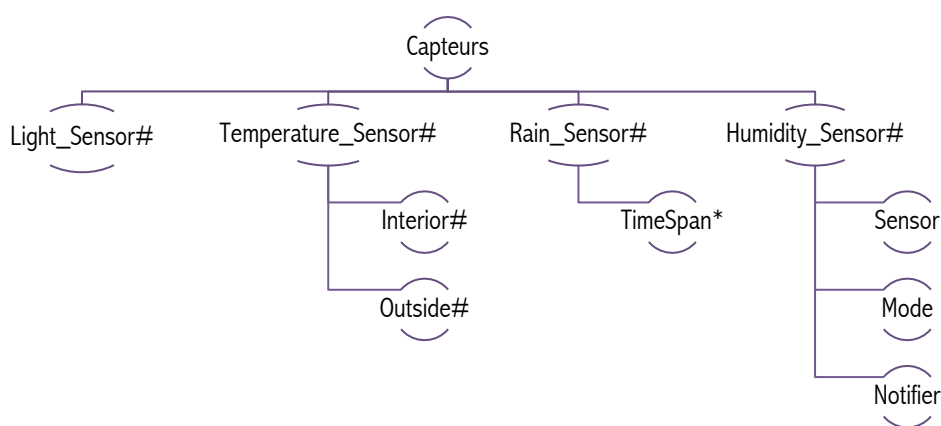 Capteurs
Light_Sensor#
Temperature_Sensor#
Rain_Sensor#
Humidity_Sensor#
Interior#
TimeSpan*
Sensor
Outside#
Mode
Notifier